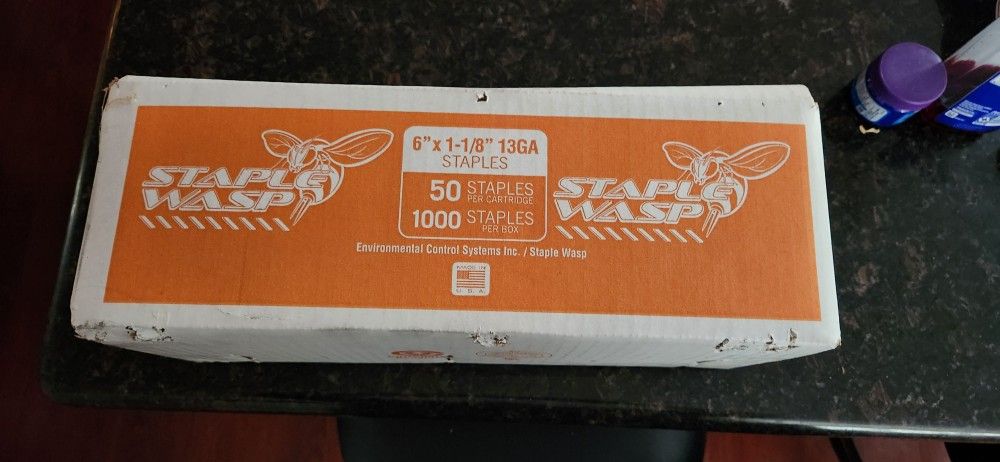 STAPLE
WASP
6" x 1-1/8" 13GA
STAPLES
50 STAPLES
PER CARTRIDGE
1000 STAPLES
PER BOX
STAPLE
WASP
Environmental Control Systems Inc. / Staple Wasp
MADE IN
U.S.A.